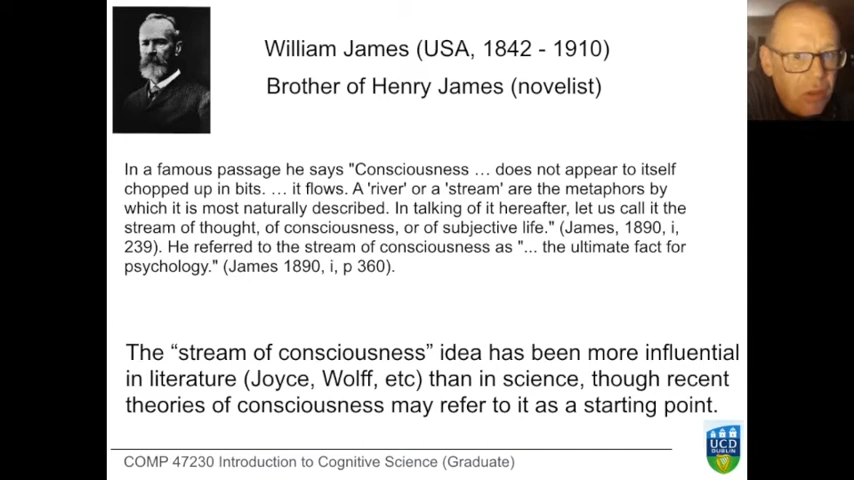 William James (USA, 1842 - 1910)
Brother of Henry James (novelist)
In a famous passage he says "Consciousness … does not appear to itself
chopped up in bits. … it flows. A 'river' or a 'stream' are the metaphors by
which it is most naturally described. In talking of it hereafter, let us call it the
stream of thought, of consciousness, or of subjective life." (James, 1890, i,
239). He referred to the stream of consciousness as "... the ultimate fact for
psychology." (James 1890, i, p 360).
The “stream of consciousness” idea has been more influential
in literature (Joyce, Wolff, etc) than in science, though recent
theories of consciousness may refer to it as a starting point.
COMP 47230 Introduction to Cognitive Science (Graduate)
UCD
DUBLIN